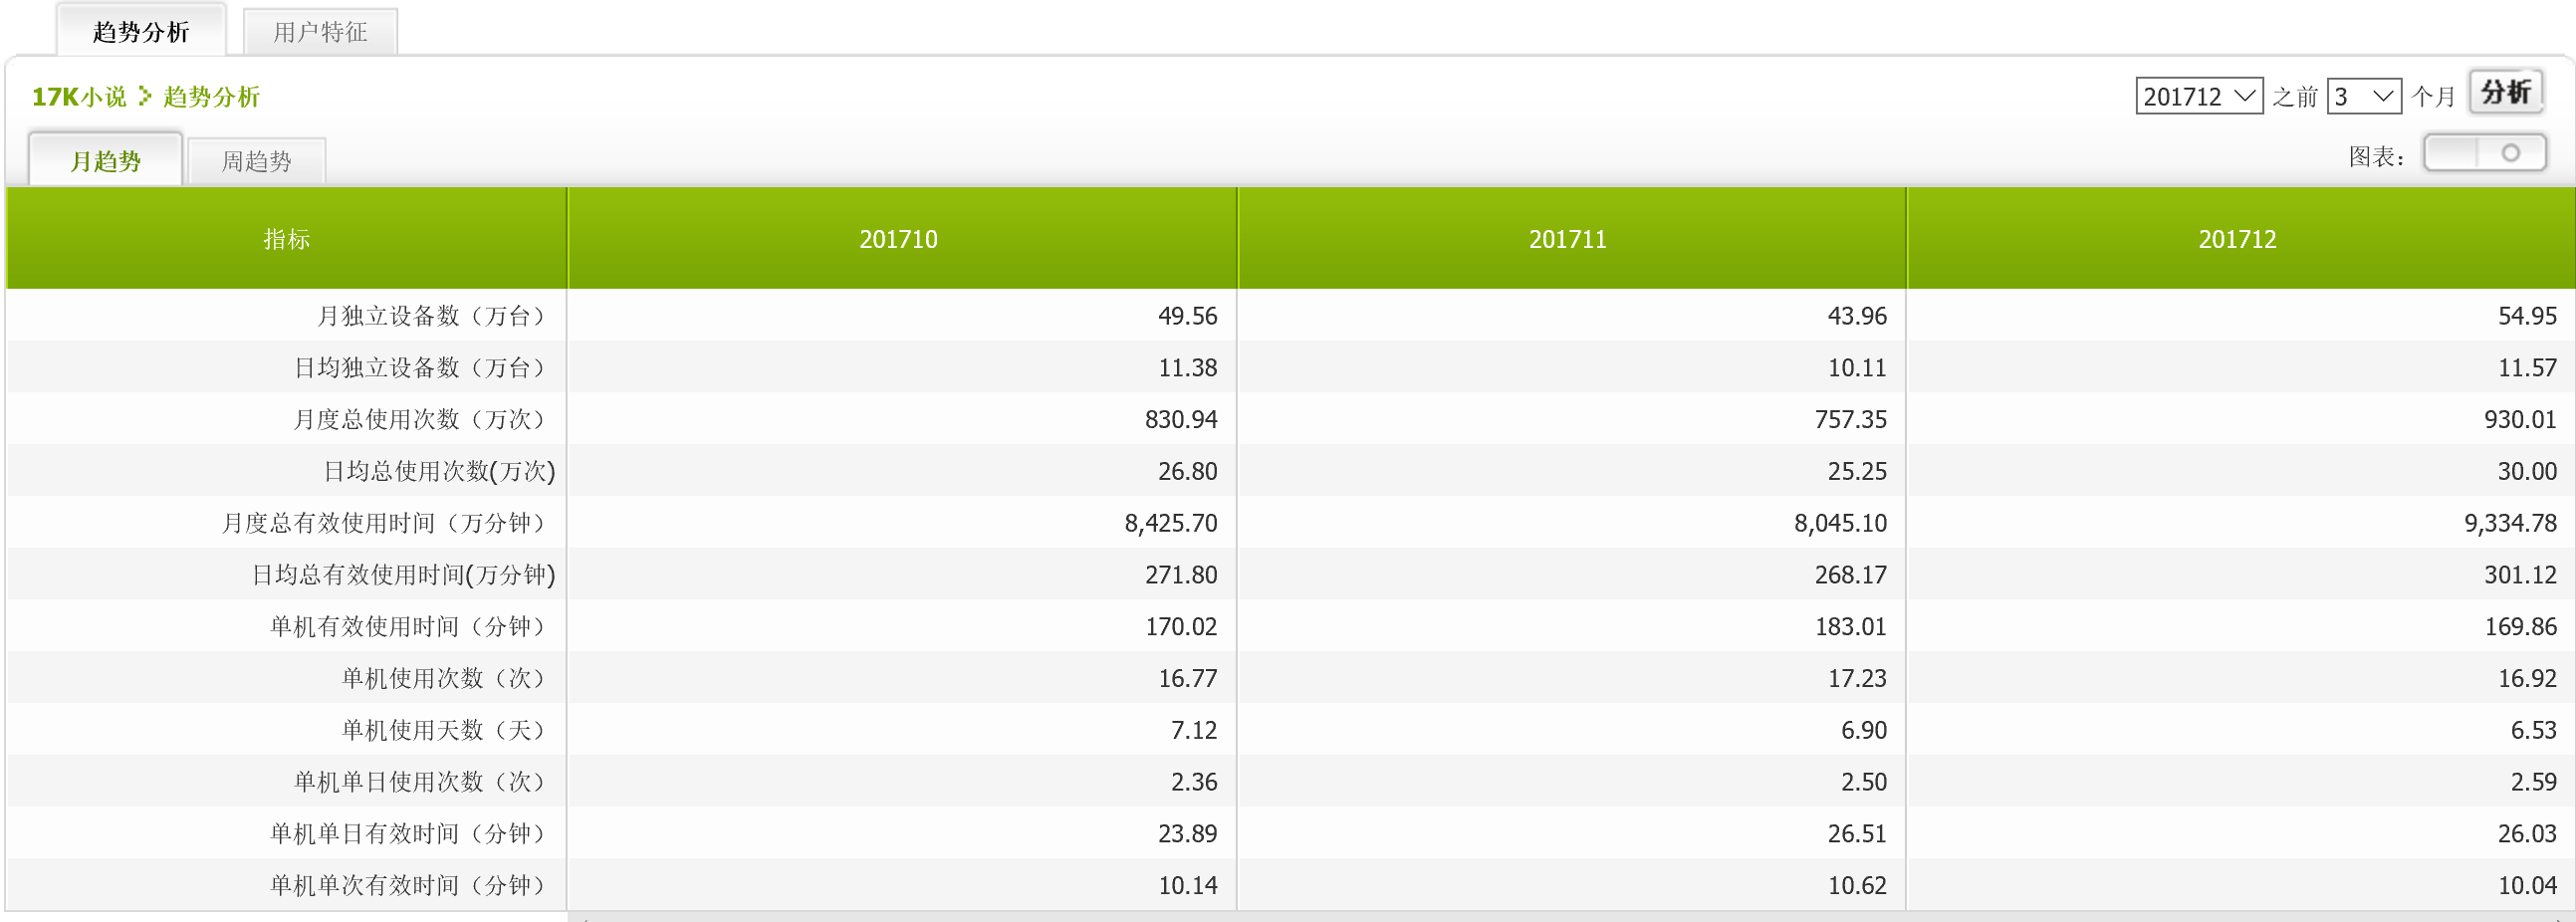 趋势分析 用户特征
17K小说 趋势分析 201712 之前 3 个月 分析
月趋势 周趋势 图表：
指标 201710 201711 201712
月独立设备数（万台） 49.56 43.96 54.95
日均独立设备数（万台） 11.38 10.11 11.57
月度总使用次数（万次） 830.94 757.35 930.01
日均总使用次数(万次) 26.80 25.25 30.00
月度总有效使用时间（万分钟） 8,425.70 8,045.10 9,334.78
日均总有效使用时间(万分钟) 271.80 268.17 301.12
单机有效使用时间（分钟） 170.02 183.01 169.86
单机使用次数（次） 16.77 17.23 16.92
单机使用天数（天） 7.12 6.90 6.53
单机单日使用次数（次） 2.36 2.50 2.59
单机单日有效时间（分钟） 23.89 26.51 26.03
单机单次有效时间（分钟） 10.14 10.62 10.04